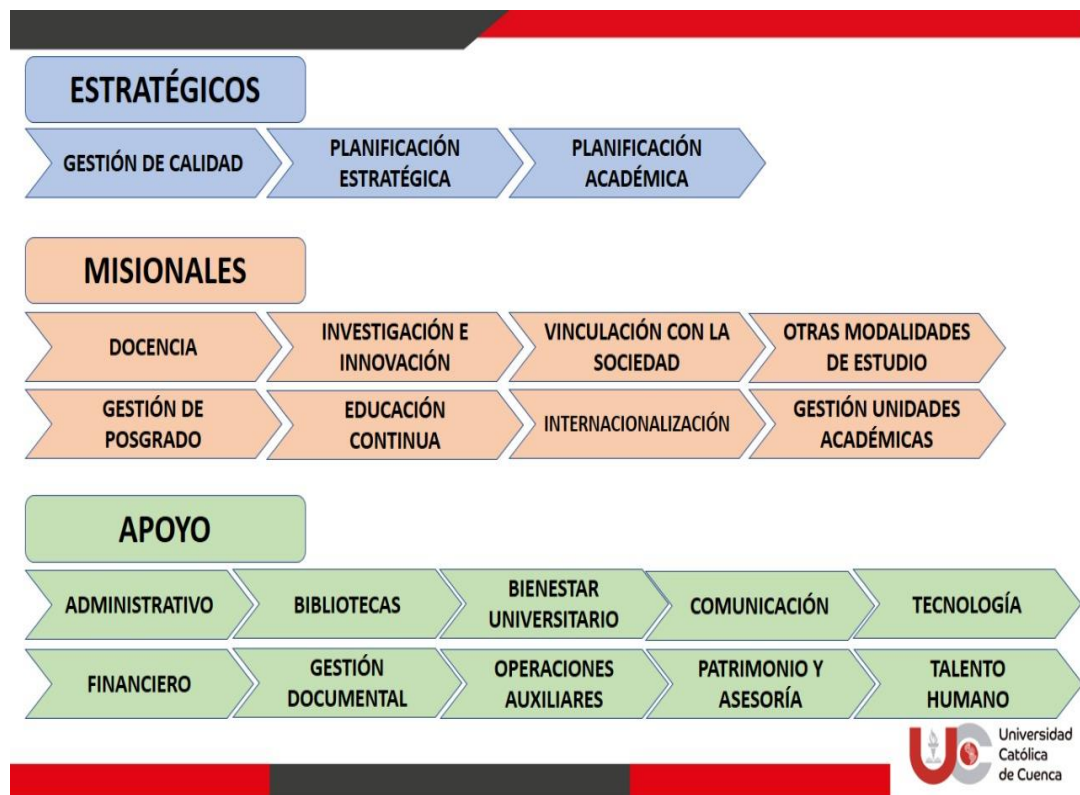 ESTRATÉGICOS
GESTIÓN DE CALIDAD
PLANIFICACIÓN
ESTRATÉGICA
PLANIFICACIÓN
ACADÉMICA
MISIONALES
DOCENCIA
INVESTIGACIÓN E
INNOVACIÓN
VINCULACIÓN CON LA
SOCIEDAD
OTRAS MODALIDADES
DE ESTUDIO
GESTIÓN DE
POSGRADO
EDUCACIÓN
CONTINUA
INTERNACIONALIZACIÓN
GESTIÓN UNIDADES
ACADÉMICAS
APOYO
ADMINISTRATIVO
BIBLIOTECAS
BIENESTAR
UNIVERSITARIO
COMUNICACIÓN
TECNOLOGÍA
FINANCIERO
GESTIÓN
DOCUMENTAL
OPERACIONES
AUXILIARES
PATRIMONIO Y
ASESORÍA
TALENTO
HUMANO
UC
Universidad
Católica
de Cuenca